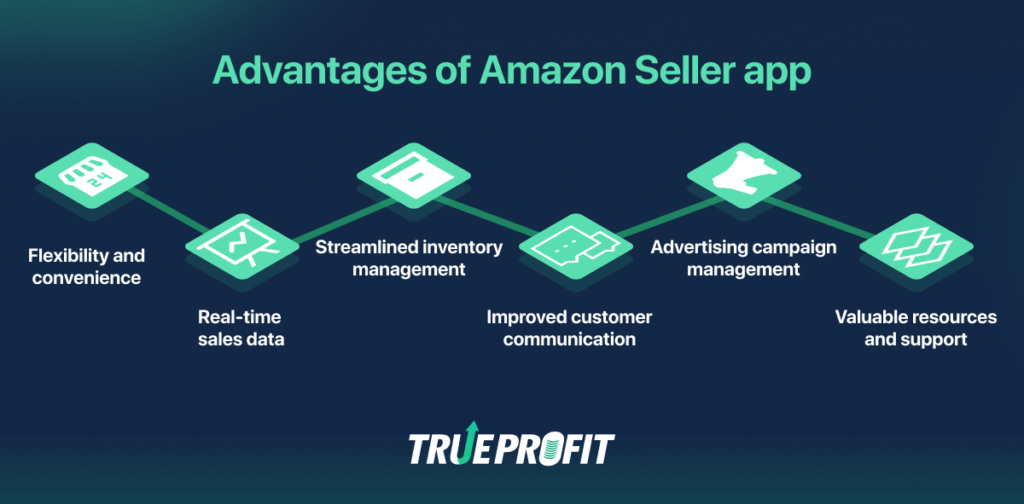 Advantages of Amazon Seller app
24
Flexibility and
convenience
Real-time
sales data
Streamlined inventory
management
Improved customer
communication
Advertising campaign
management
Valuable resources
and support
TRUEPROFIT